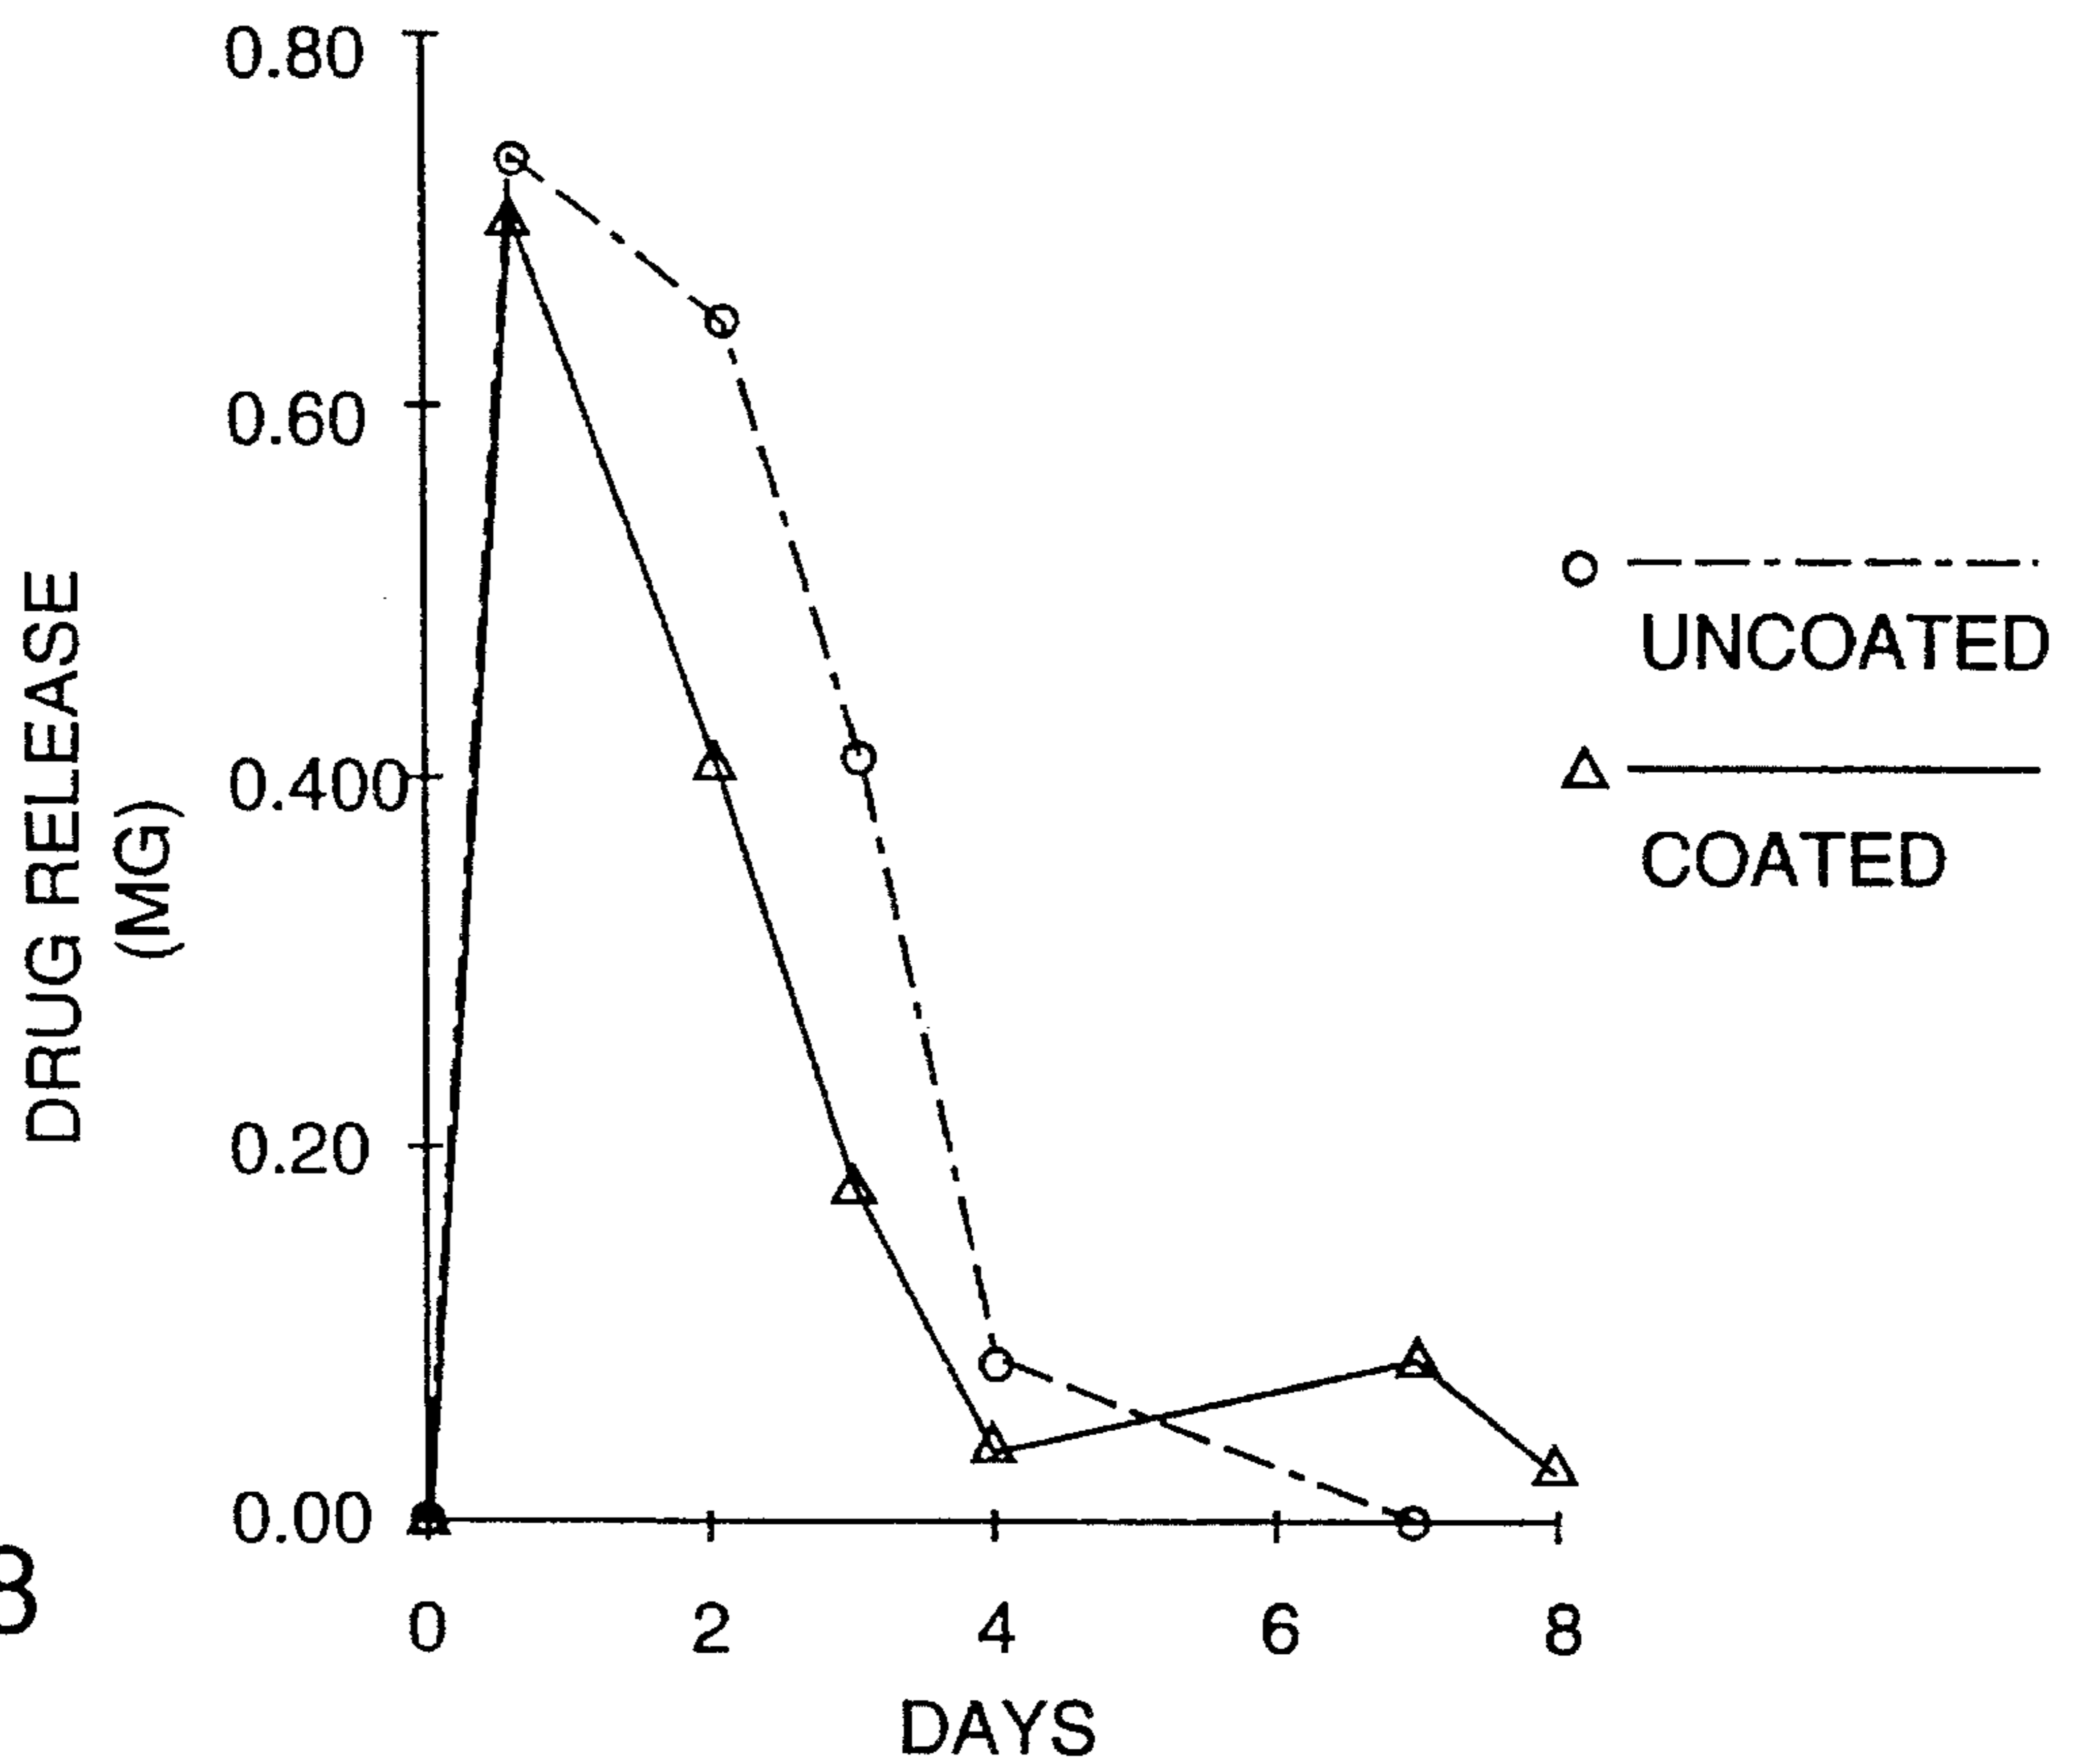 0.80
0.60
0.400
0.20
0.00
DRUG RELEASE
(MG)
UNCOATED
COATED
0 2 4 6 8
DAYS